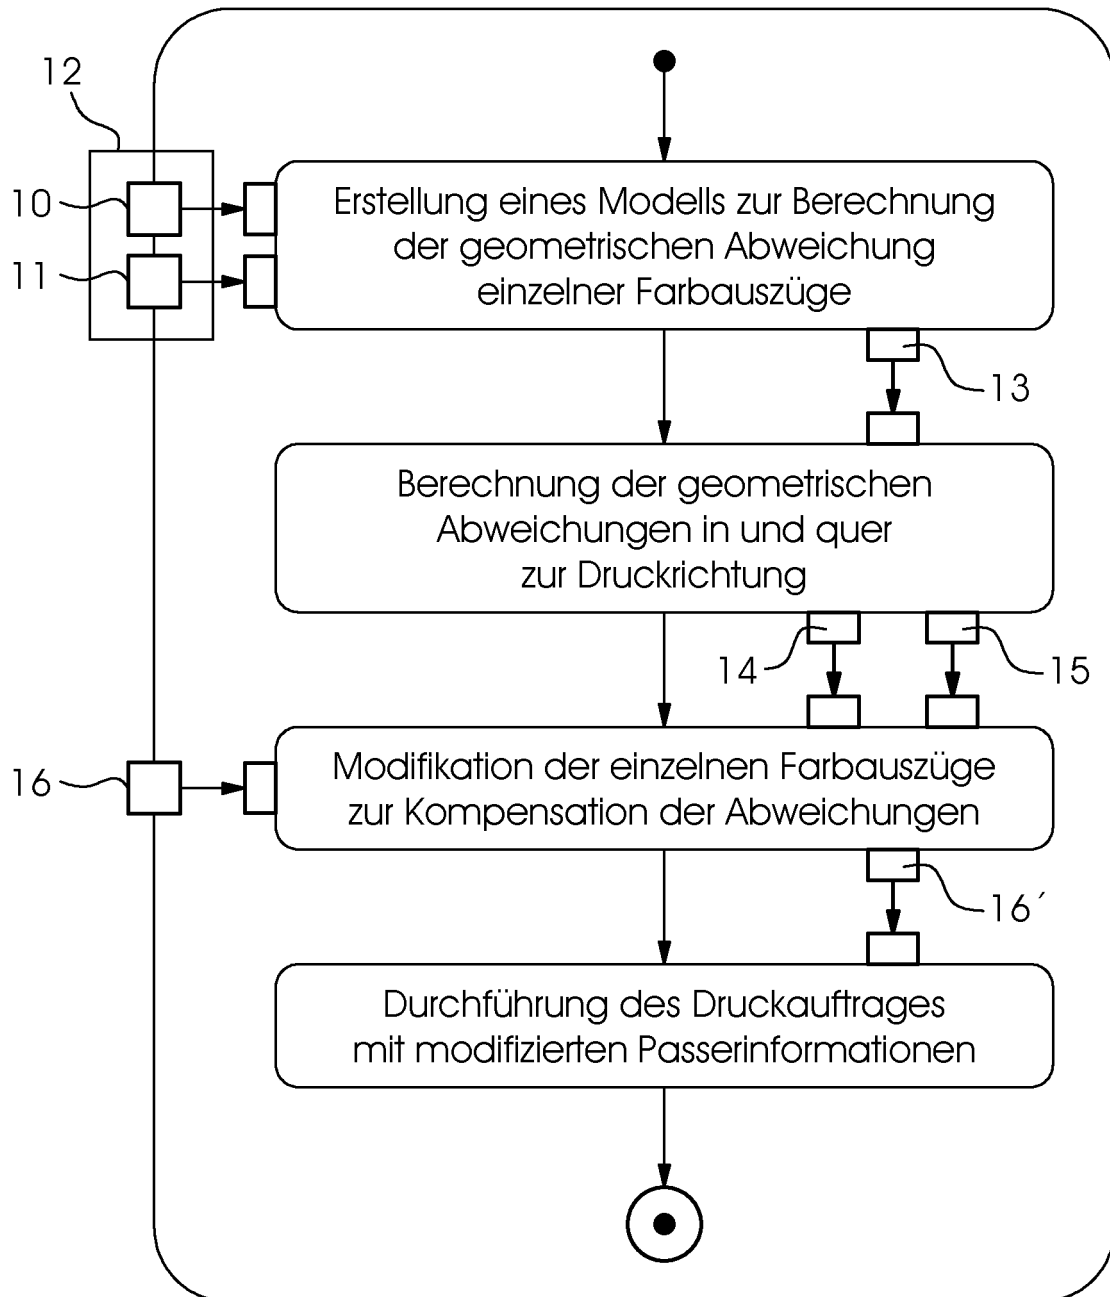 12
10
Erstellung eines Modells zur Berechnung
der geometrischen Abweichung
11
einzelner Farbauszüge
13
Berechnung der geometrischen
Abweichungen in und quer
zur Druckrichtung
14
15
16
Modifikation der einzelnen Farbauszüge
zur Kompensation der Abweichungen
16´
Durchführung des Druckauftrages
mit modifizierten Passerinformationen